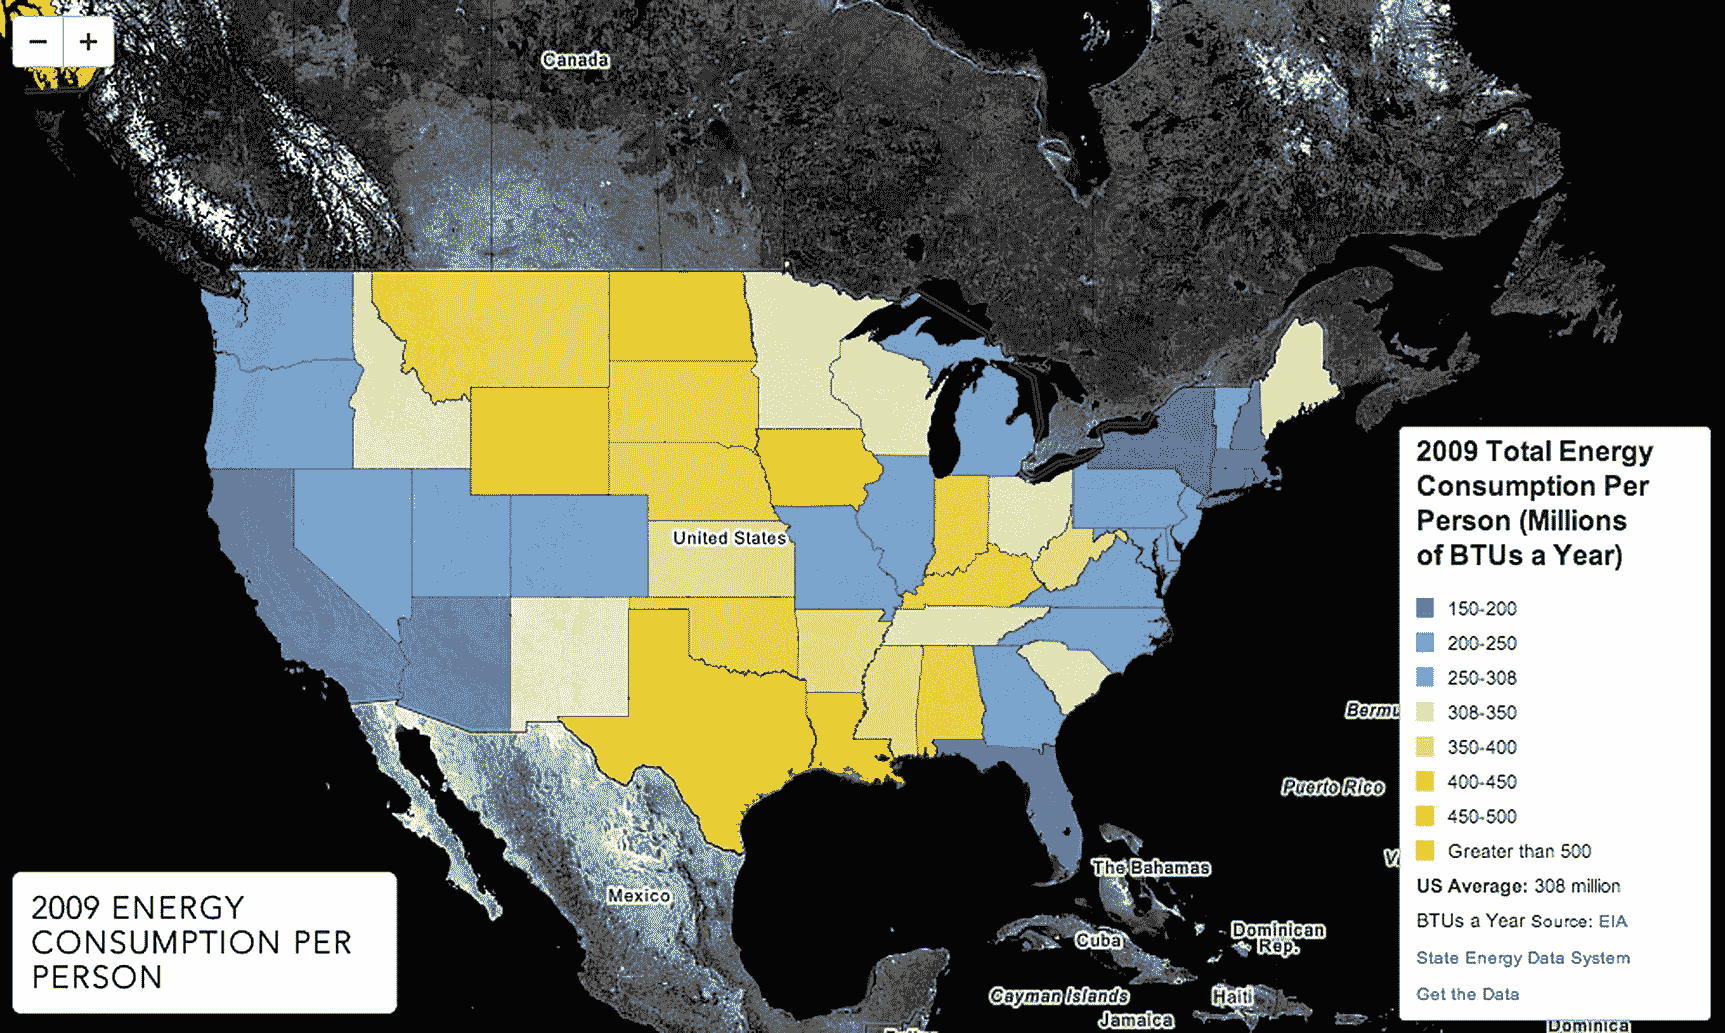 − +
Canada
United States
Mexico
Bermu
Puerto Rico
The Bahamas
Cuba
Dominican
Rep.
Cayman Islands
Haiti
Jamaica
Dominica
2009 ENERGY
CONSUMPTION PER
PERSON
2009 Total Energy
Consumption Per
Person (Millions
of BTUs a Year)
150-200
200-250
250-308
308-350
350-400
400-450
450-500
Greater than 500
US Average: 308 million
BTUs a Year Source: EIA
State Energy Data System
Get the Data